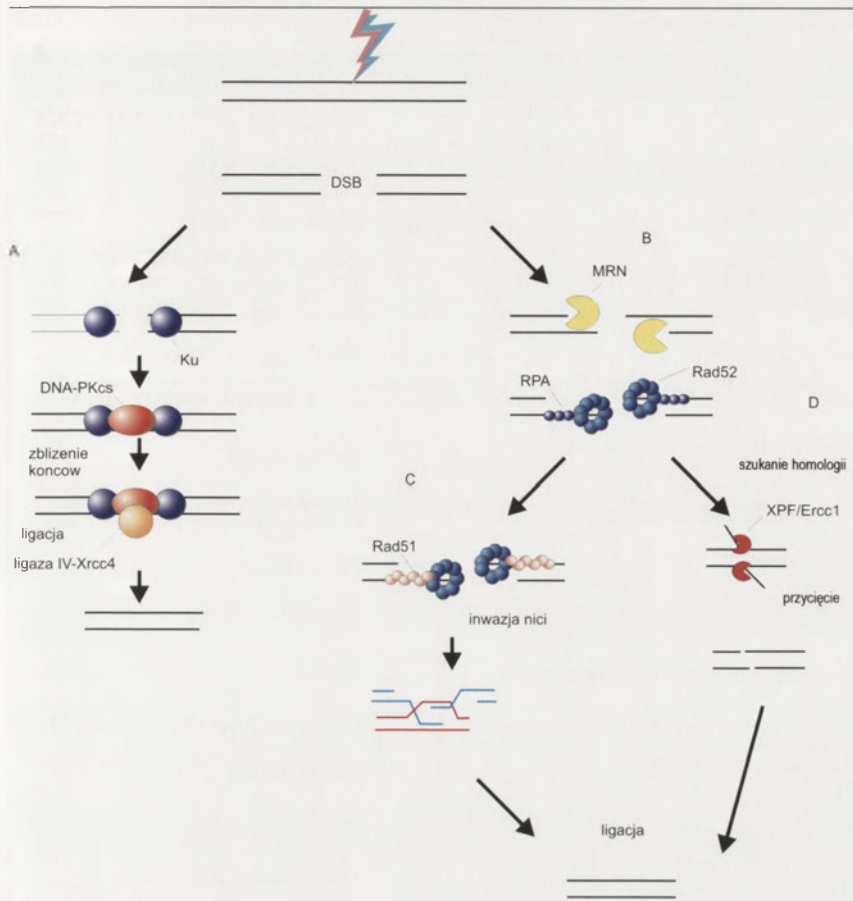 DSB
A
B
MRN
Ku
DNA-PKcs
RPA
Rad52
D
zblizenie
koncow
szukanie homologii
C
XPF/Ercc1
ligacja
Rad51
ligaza IV-Xrcc4
przycięcie
inwazja nici
ligacja